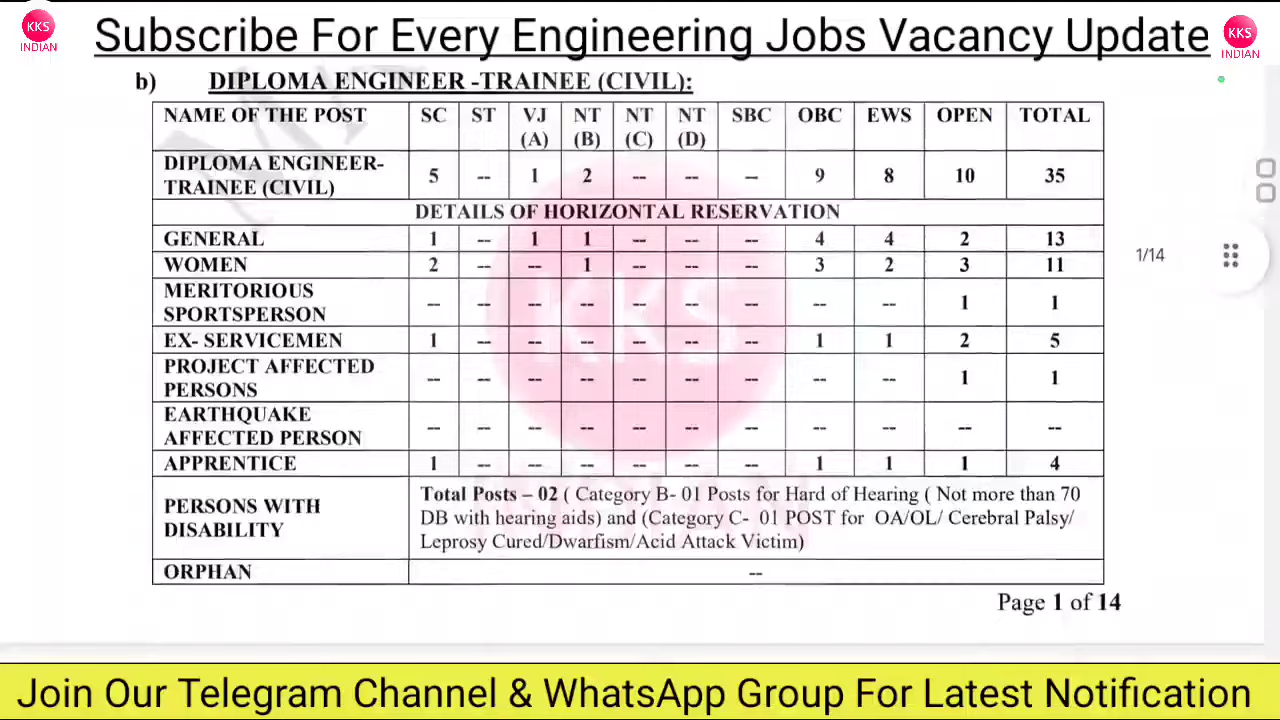 KKS
INDIAN
Subscribe For Every Engineering Jobs Vacancy Update
KKS
INDIAN
b) DIPLOMA ENGINEER -TRAINEE (CIVIL):
NAME OF THE POST SC ST VJ (A) NT (B) NT (C) NT (D) SBC OBC EWS OPEN TOTAL
DIPLOMA ENGINEER-
TRAINEE (CIVIL) 5 -- 1 2 -- -- -- 9 8 10 35
DETAILS OF HORIZONTAL RESERVATION
GENERAL 1 -- 1 1 -- -- -- 4 4 2 13
WOMEN 2 -- -- 1 -- -- -- 3 2 3 11
1/14
MERITORIOUS
SPORTSPERSON -- -- -- -- -- -- -- -- -- 1 1
EX- SERVICEMEN 1 -- -- -- -- -- -- 1 1 2 5
PROJECT AFFECTED
PERSONS -- -- -- -- -- -- -- -- -- 1 1
EARTHQUAKE
AFFECTED PERSON -- -- -- -- -- -- -- -- -- -- --
APPRENTICE 1 -- -- -- -- -- -- 1 1 1 4
PERSONS WITH
DISABILITY
Total Posts – 02 ( Category B- 01 Posts for Hard of Hearing ( Not more than 70
DB with hearing aids) and (Category C- 01 POST for OA/OL/ Cerebral Palsy/
Leprosy Cured/Dwarfism/Acid Attack Victim)
ORPHAN --
Page 1 of 14
KKS
Join Our Telegram Channel & WhatsApp Group For Latest Notification